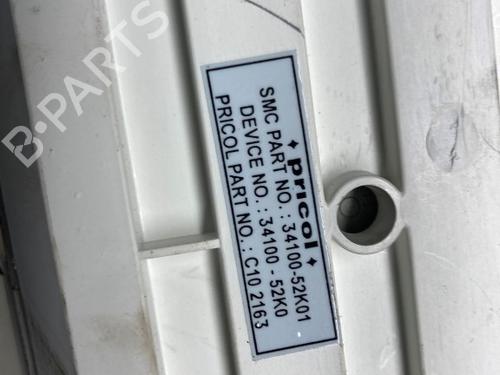 B-PARTS
pricol
SMC PART NO. : 34100-52K01
DEVICE NO. : 34100 - 52K0
PRICOL PART NO. : C10 2163